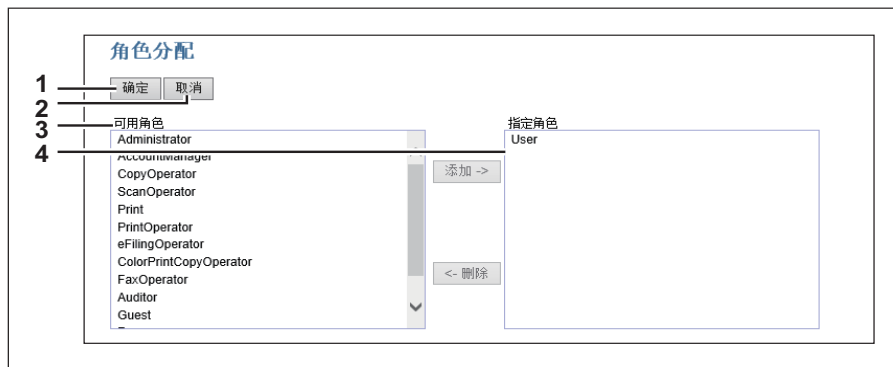 角色分配
1
确定 取消
2
3
可用角色 指定角色
Administrator User
4
AccountManager
添加 ->
CopyOperator
ScanOperator
Print
PrintOperator
eFilingOperator
ColorPrintCopyOperator
<- 删除
FaxOperator
Auditor
Guest